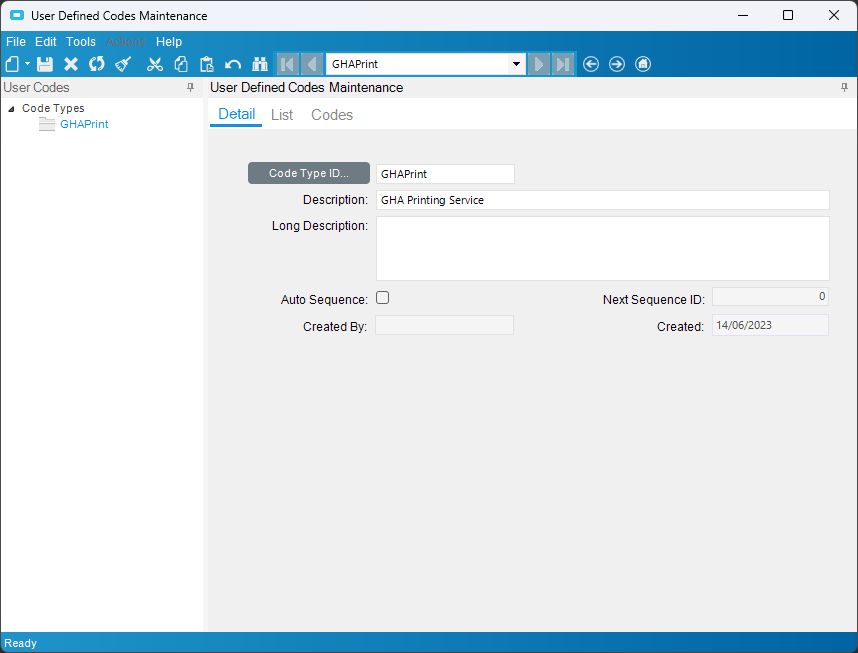 User Defined Codes Maintenance
File Edit Tools Actions Help
GHAPrint
User Codes
Code Types
GHAPrint
User Defined Codes Maintenance
Detail List Codes
Code Type ID... GHAPrint
Description: GHA Printing Service
Long Description:
Auto Sequence: Next Sequence ID: 0
Created By: Created: 14/06/2023
Ready